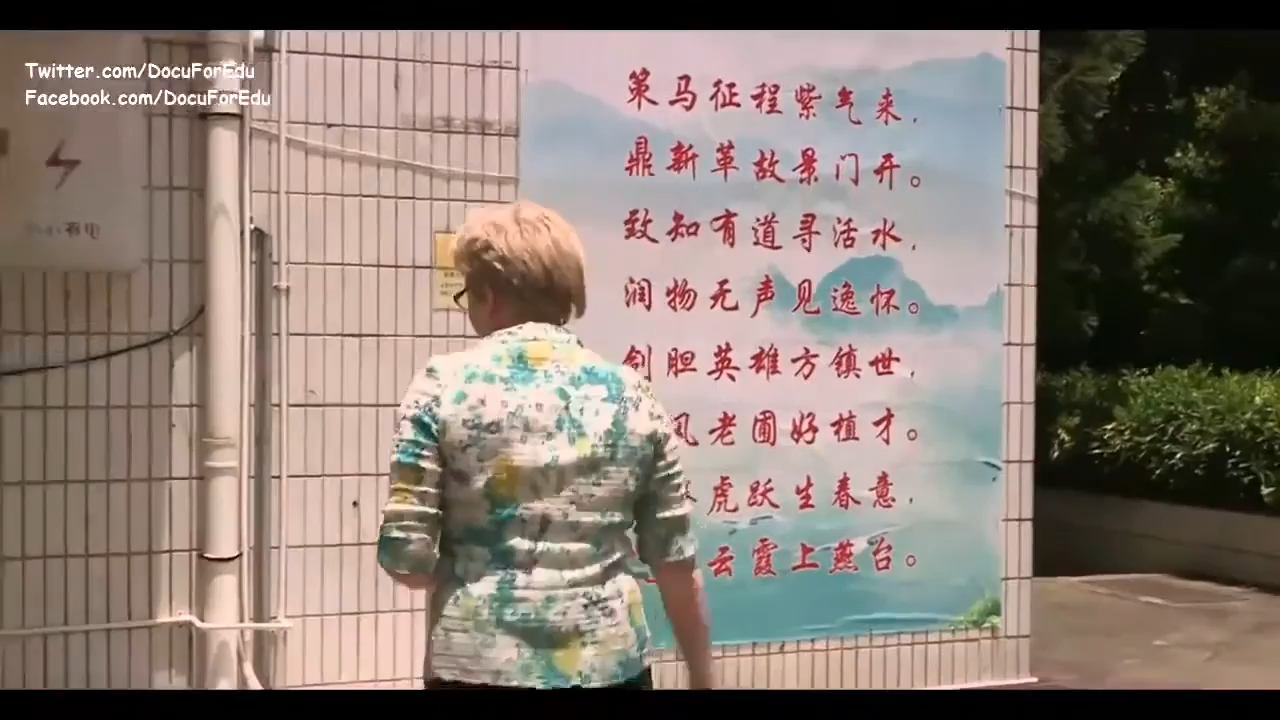 Twitter.com/DocuForEdu
Facebook.com/DocuForEdu
有电
策马征程紫气来，
鼎新革故景门开。
致知有道寻活水，
润物无声见逸怀。
剑胆英雄方镇世，
风老圃好植才。
虎跃生春意，
云霞上燕台。